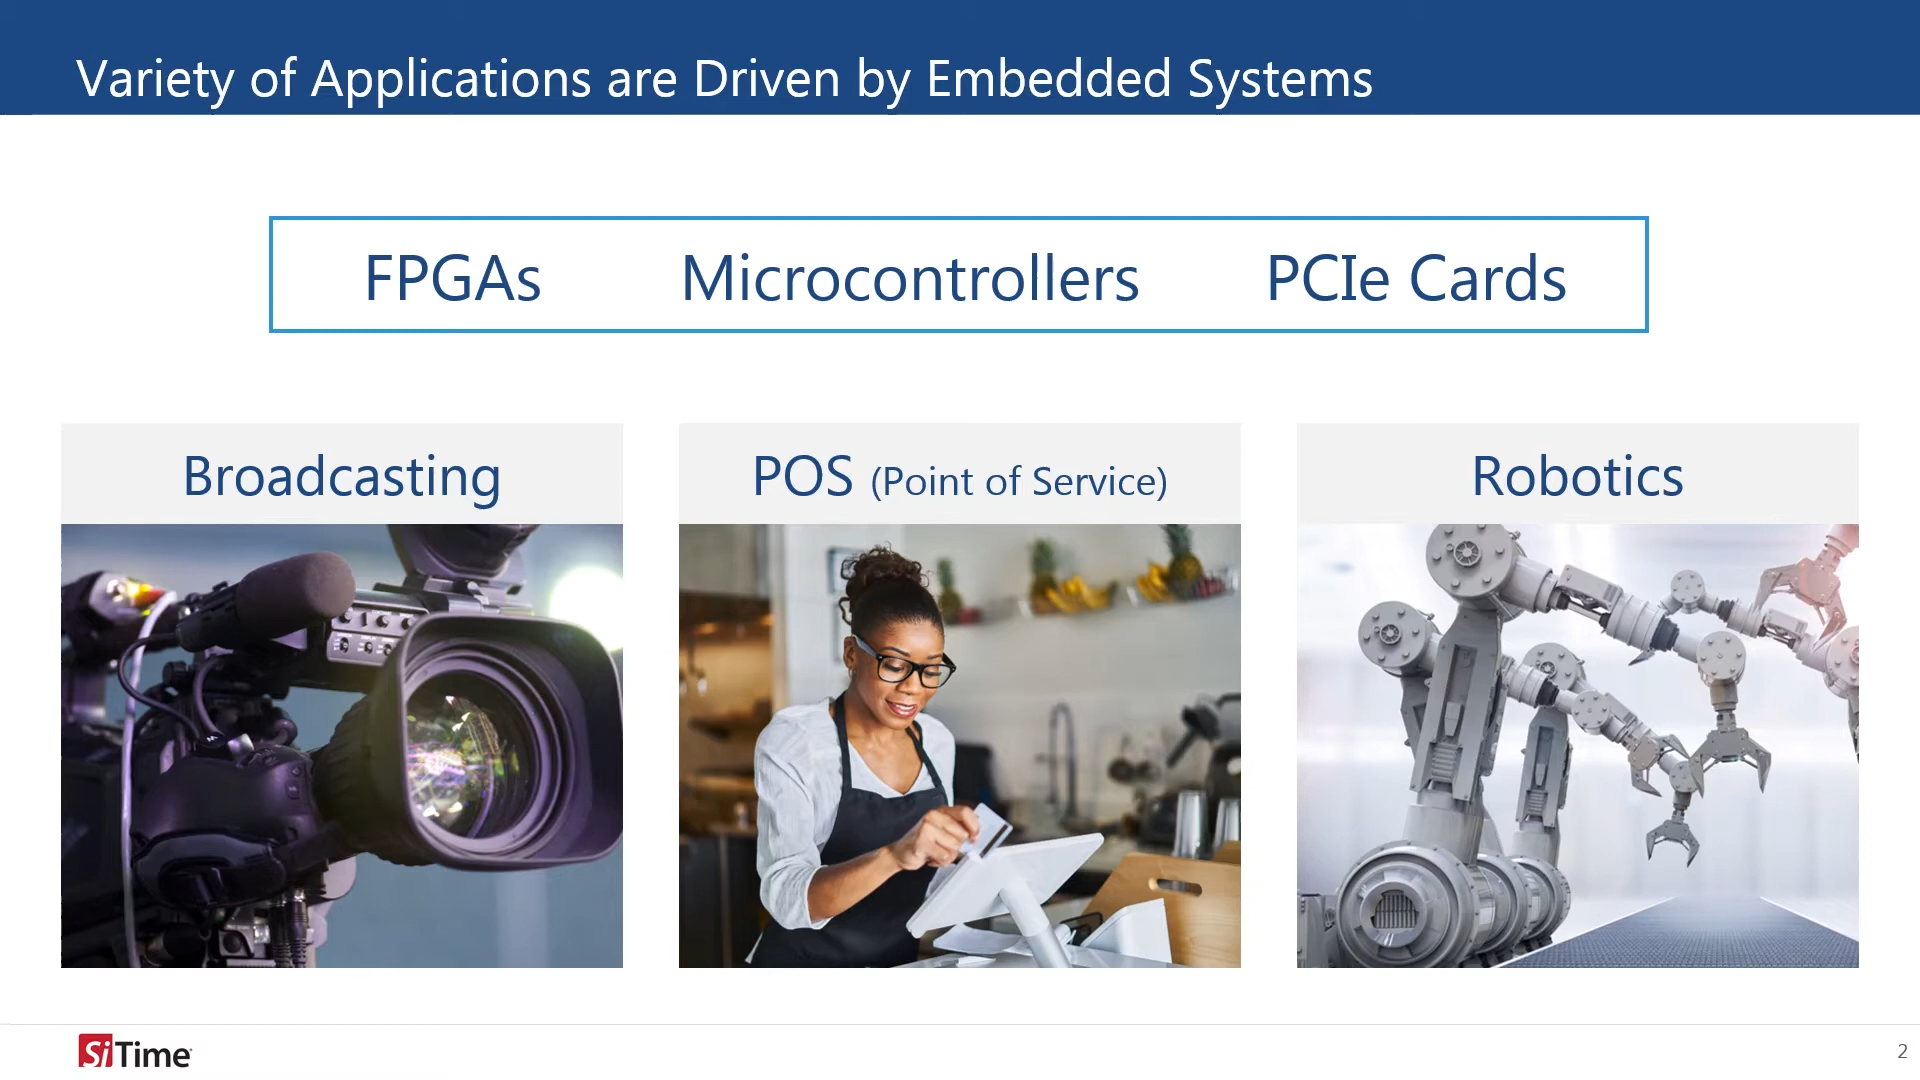 Variety of Applications are Driven by Embedded Systems
FPGAs Microcontrollers PCIe Cards
Broadcasting
POS (Point of Service)
Robotics
SiTime
2